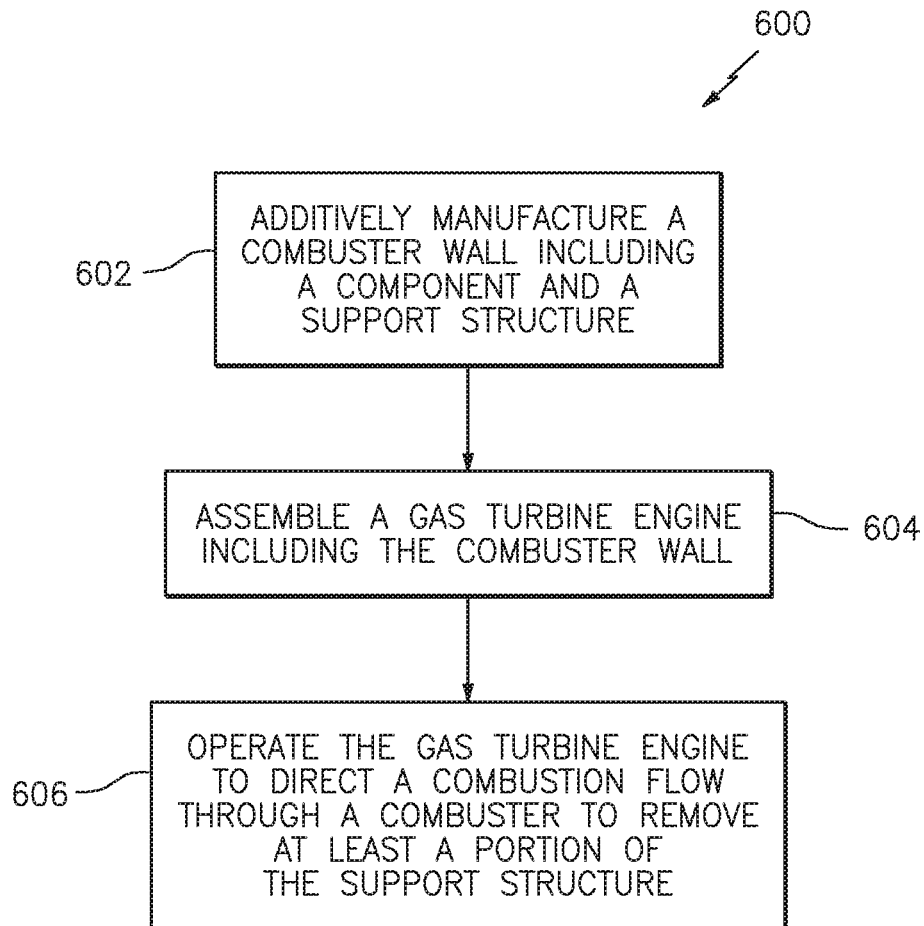 600
ADDITIVELY MANUFACTURE A
COMBUSTER WALL INCLUDING
A COMPONENT AND A
SUPPORT STRUCTURE
602
ASSEMBLE A GAS TURBINE ENGINE
INCLUDING THE COMBUSTER WALL
604
OPERATE THE GAS TURBINE ENGINE
TO DIRECT A COMBUSTION FLOW
THROUGH A COMBUSTER TO REMOVE
AT LEAST A PORTION OF
THE SUPPORT STRUCTURE
606